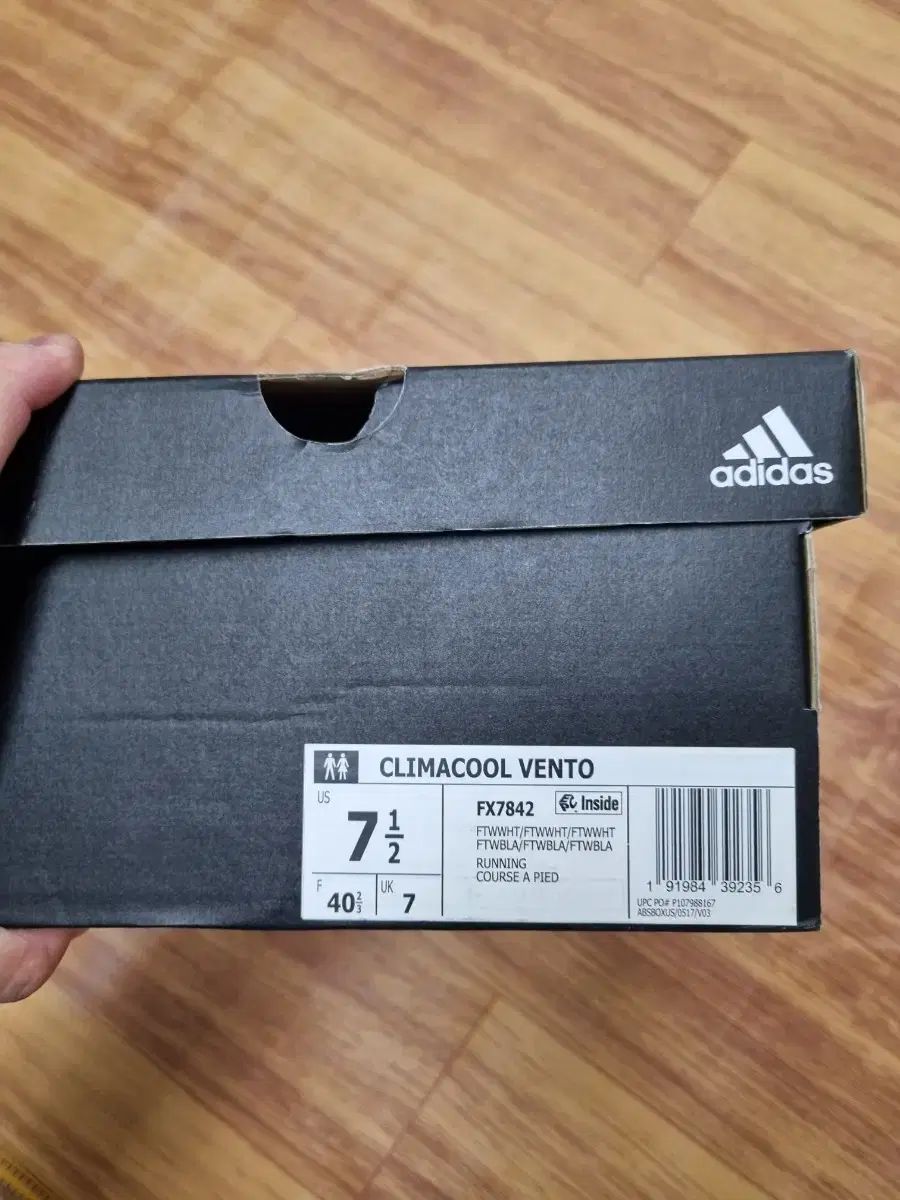 adidas
CLIMACOOL VENTO
US
7 1/2
F
40 2/3
UK
7
FX7842
Inside
FTWWHT/FTWWHT/FTWWHT
FTWBLA/FTWBLA/FTWBLA
RUNNING
COURSE A PIED
1 91984 39235 6
UPC PO# P107988167
ABSBOXUS/0517/V03